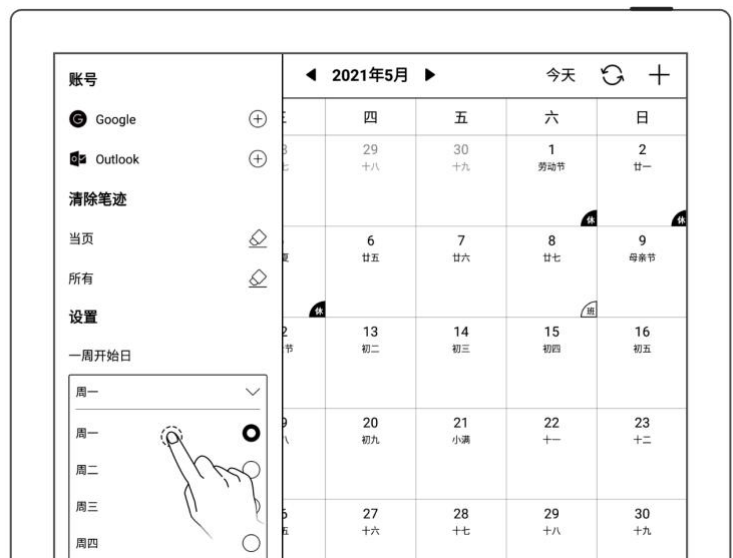 账号
Google
Outlook
清除笔迹
当页
所有
设置
一周开始日
周一
周一
周二
周三
周四
2021年5月
今天
四 五 六 日
29 30 1 2
十八 十九 劳动节 廿一
休 休
6 7 8 9
廿五 廿六 廿七 母亲节
休 班
13 14 15 16
初二 初三 初四 初五
20 21 22 23
初九 小满 十一 十二
27 28 29 30
十六 十七 十八 十九